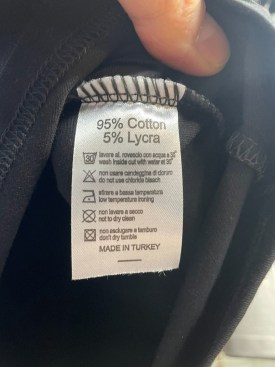 95% Cotton
5% Lycra
lavare al rovescio con acqua a 30°
wash inside out with water at 30°
non usare candeggina di cloruro
do not use chlorine bleach
stirare a bassa temperatura
low temperature ironing
non lavare a secco
not to dry clean
non asciugare a tamburo
don't dry tumble
MADE IN TURKEY